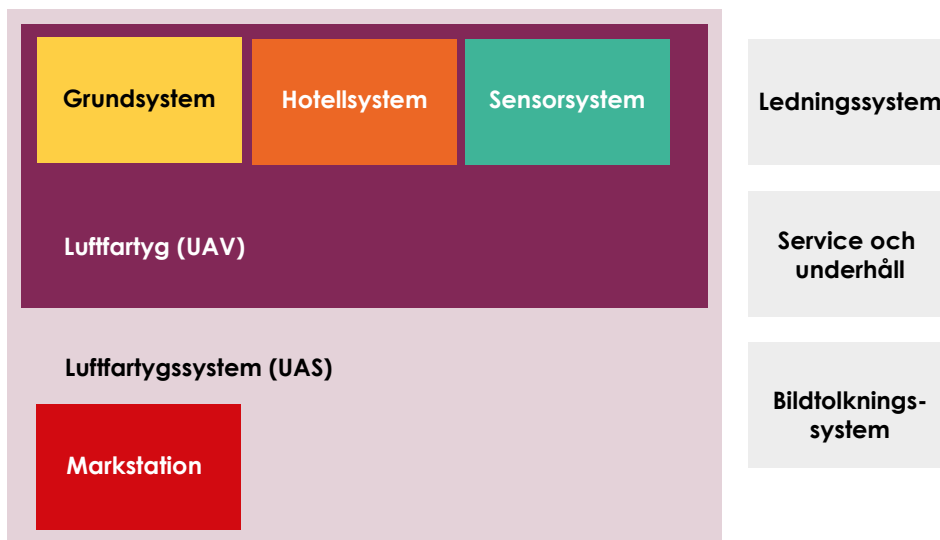 Grundsystem
Hotellsystem
Sensorsystem
Luftfartyg (UAV)
Luftfartygssystem (UAS)
Markstation
Ledningssystem
Service och
underhåll
Bildtolknings-
system